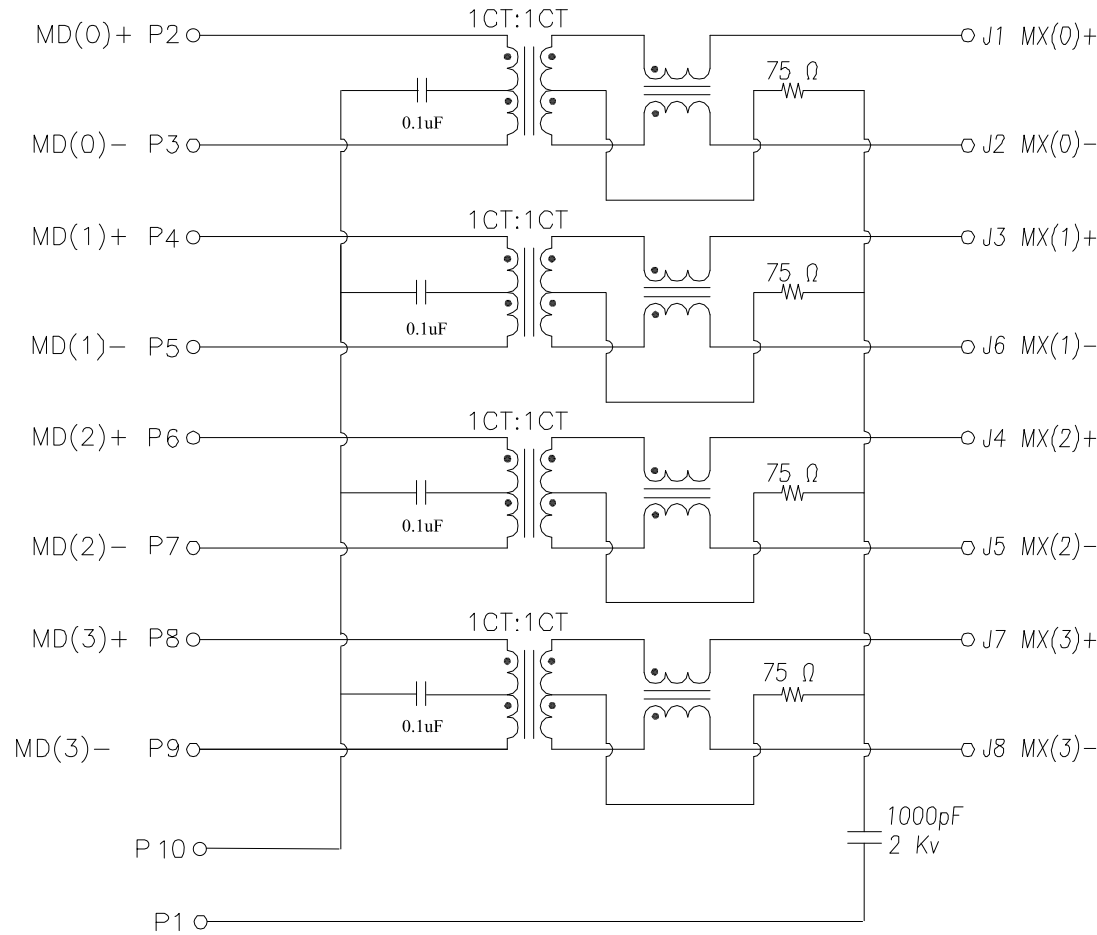 1CT:1CT
MD(0)+ P2 J1 MX(0)+
75 Ω
0.1uF
MD(0)- P3 J2 MX(0)-
1CT:1CT
MD(1)+ P4 J3 MX(1)+
75 Ω
0.1uF
MD(1)- P5 J6 MX(1)-
1CT:1CT
MD(2)+ P6 J4 MX(2)+
75 Ω
0.1uF
MD(2)- P7 J5 MX(2)-
1CT:1CT
MD(3)+ P8 J7 MX(3)+
75 Ω
0.1uF
MD(3)- P9 J8 MX(3)-
1000pF
2 Kv
P10
P1